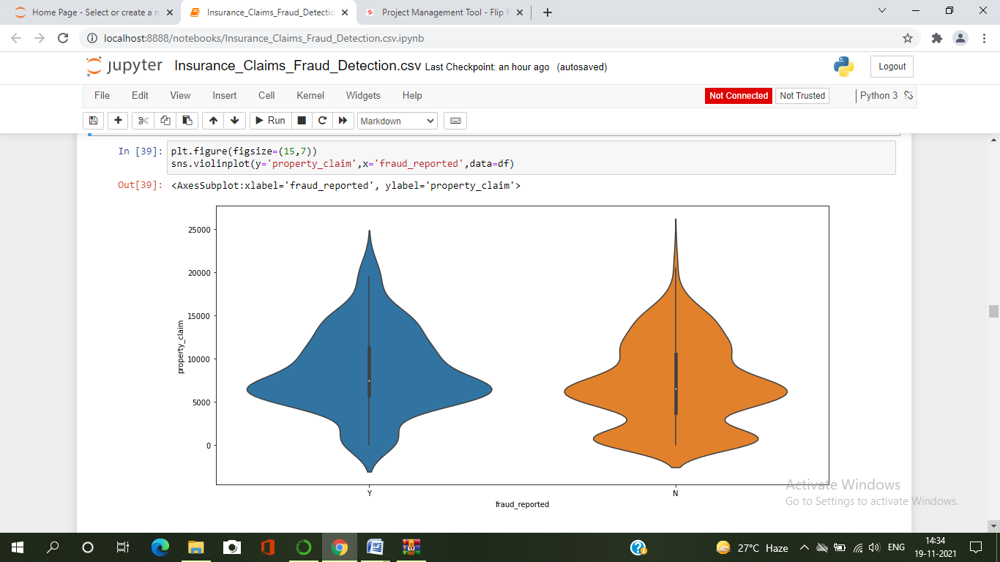 Home Page - Select or create a n
Insurance_Claims_Fraud_Detectio
Project Management Tool - Flip
localhost:8888/notebooks/Insurance_Claims_Fraud_Detection.csv.ipynb
jupyter Insurance_Claims_Fraud_Detection.csv Last Checkpoint: an hour ago (autosaved)
Logout
File Edit View Insert Cell Kernel Widgets Help
Not Connected Not Trusted Python 3
Run Markdown
In [39]: plt.figure(figsize=(15,7))
sns.violinplot(y='property_claim',x='fraud_reported',data=df)
Out[39]: <AxesSubplot:xlabel='fraud_reported', ylabel='property_claim'>
25000
20000
15000
10000
5000
0
property_claim
Y N
fraud_reported
Activate Windows
Go to Settings to activate Windows.
27°C Haze
ENG
14:34
19-11-2021